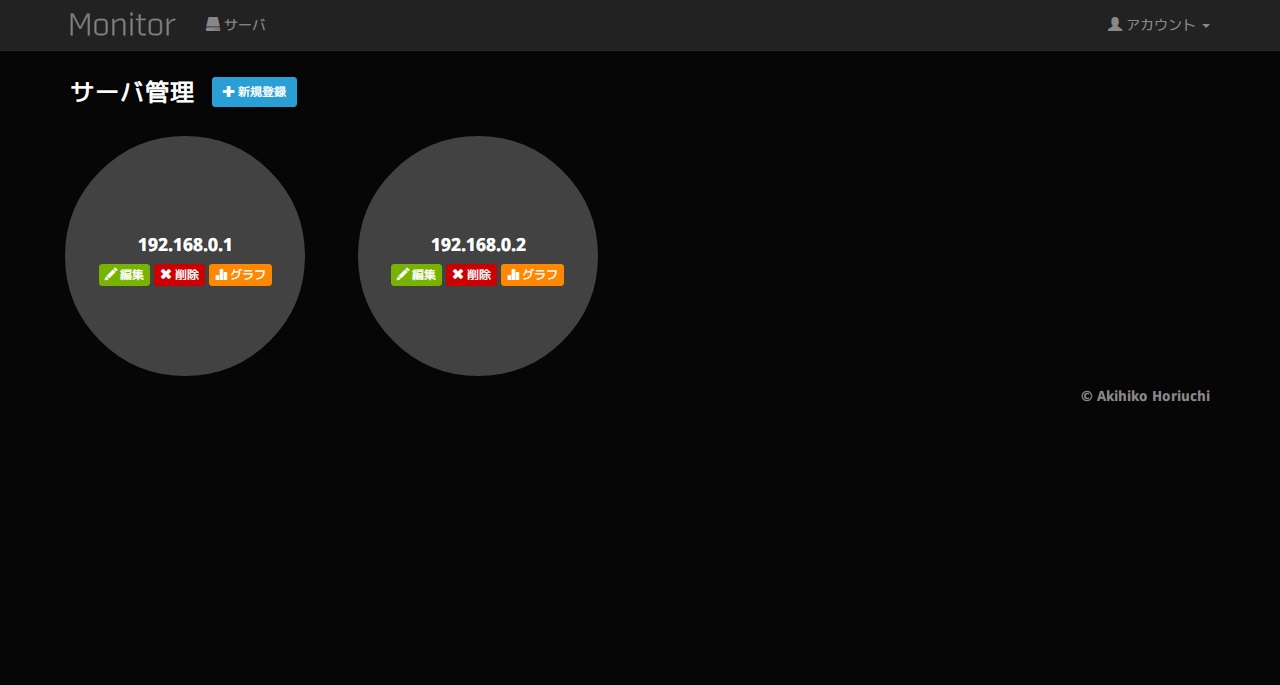 Monitor サーバ アカウント
サーバ管理 新規登録
192.168.0.1 192.168.0.2
編集 削除 グラフ 編集 削除 グラフ
© Akihiko Horiuchi